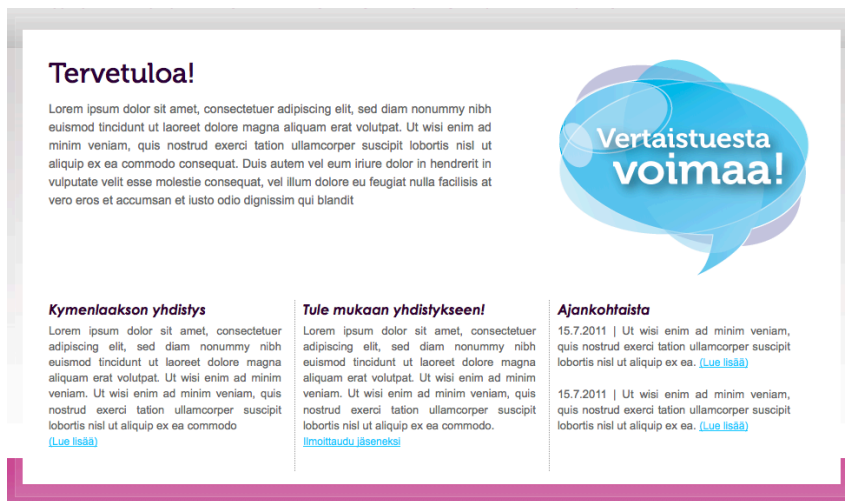 Tervetuloa!
Lorem ipsum dolor sit amet, consectetuer adipiscing elit, sed diam nonummy nibh
euismod tincidunt ut laoreet dolore magna aliquam erat volutpat. Ut wisi enim ad
minim veniam, quis nostrud exerci tation ullamcorper suscipit lobortis nisl ut
aliquip ex ea commodo consequat. Duis autem vel eum iriure dolor in hendrerit in
vulputate velit esse molestie consequat, vel illum dolore eu feugiat nulla facilisis at
vero eros et accumsan et iusto odio dignissim qui blandit
Vertaistuesta
voimaa!
Kymenlaakson yhdistys
Lorem ipsum dolor sit amet, consectetuer
adipiscing elit, sed diam nonummy nibh
euismod tincidunt ut laoreet dolore magna
aliquam erat volutpat. Ut wisi enim ad minim
veniam. Ut wisi enim ad minim veniam, quis
nostrud exerci tation ullamcorper suscipit
lobortis nisl ut aliquip ex ea commodo
(Lue lisää)
Tule mukaan yhdistykseen!
Lorem ipsum dolor sit amet, consectetuer
adipiscing elit, sed diam nonummy nibh
euismod tincidunt ut laoreet dolore magna
aliquam erat volutpat. Ut wisi enim ad minim
veniam. Ut wisi enim ad minim veniam, quis
nostrud exerci tation ullamcorper suscipit
lobortis nisl ut aliquip ex ea commodo.
Ilmoittaudu jäseneksi
Ajankohtaista
15.7.2011 | Ut wisi enim ad minim veniam,
quis nostrud exerci tation ullamcorper suscipit
lobortis nisl ut aliquip ex ea. (Lue lisää)
15.7.2011 | Ut wisi enim ad minim veniam,
quis nostrud exerci tation ullamcorper suscipit
lobortis nisl ut aliquip ex ea. (Lue lisää)